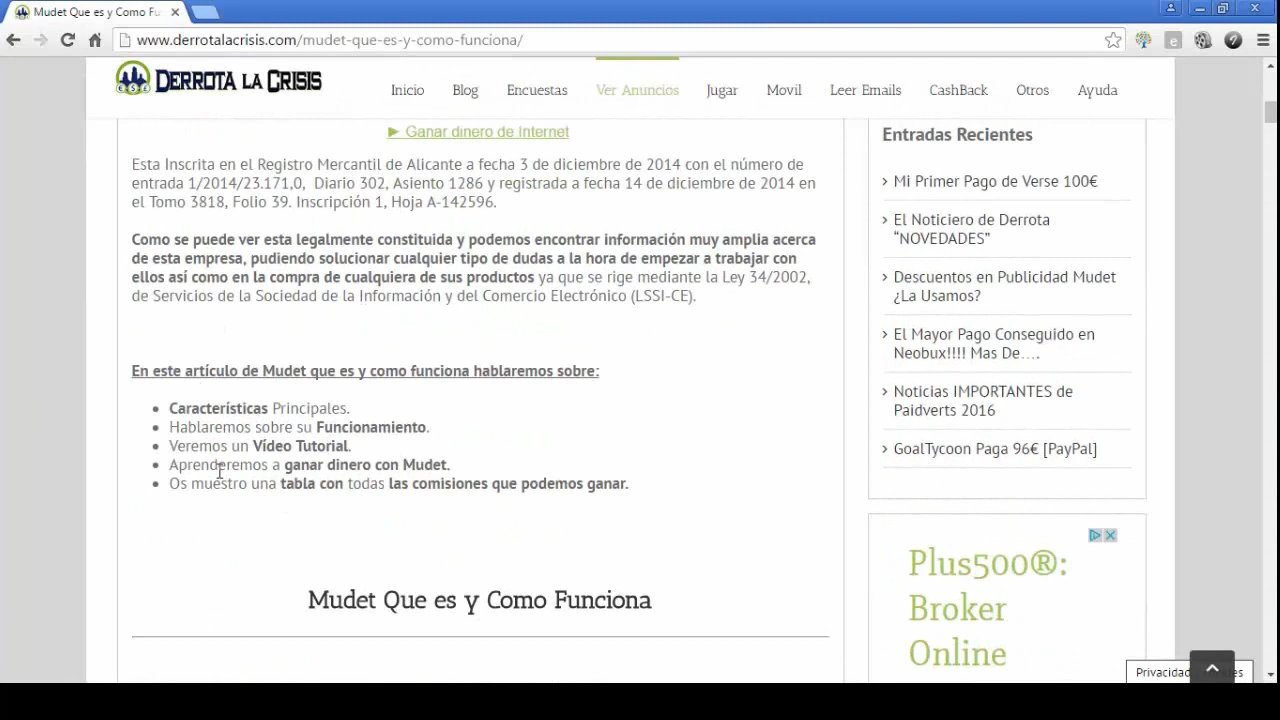 Mudet Que es y Como Fu
www.derrotalacrisis.com/mudet-que-es-y-como-funciona/
DERROTA LA CRISIS
Inicio Blog Encuestas Ver Anuncios Jugar Movil Leer Emails CashBack Otros Ayuda
► Ganar dinero de Internet
Esta Inscrita en el Registro Mercantil de Alicante a fecha 3 de diciembre de 2014 con el número de
entrada 1/2014/23.171,0, Diario 302, Asiento 1286 y registrada a fecha 14 de diciembre de 2014 en
el Tomo 3818, Folio 39. Inscripción 1, Hoja A-142596.
Como se puede ver esta legalmente constituida y podemos encontrar información muy amplia acerca
de esta empresa, pudiendo solucionar cualquier tipo de dudas a la hora de empezar a trabajar con
ellos así como en la compra de cualquiera de sus productos ya que se rige mediante la Ley 34/2002,
de Servicios de la Sociedad de la Información y del Comercio Electrónico (LSSI-CE).
En este artículo de Mudet que es y como funciona hablaremos sobre:
Características Principales.
Hablaremos sobre su Funcionamiento.
Veremos un Vídeo Tutorial.
Aprenderemos a ganar dinero con Mudet.
Os muestro una tabla con todas las comisiones que podemos ganar.
Mudet Que es y Como Funciona
Entradas Recientes
Mi Primer Pago de Verse 100€
El Noticiero de Derrota
"NOVEDADES"
Descuentos en Publicidad Mudet
¿La Usamos?
El Mayor Pago Conseguido en
Neobux!!!! Mas De….
Noticias IMPORTANTES de
Paidverts 2016
GoalTycoon Paga 96€ [PayPal]
Plus500®:
Broker
Online
Privacidad